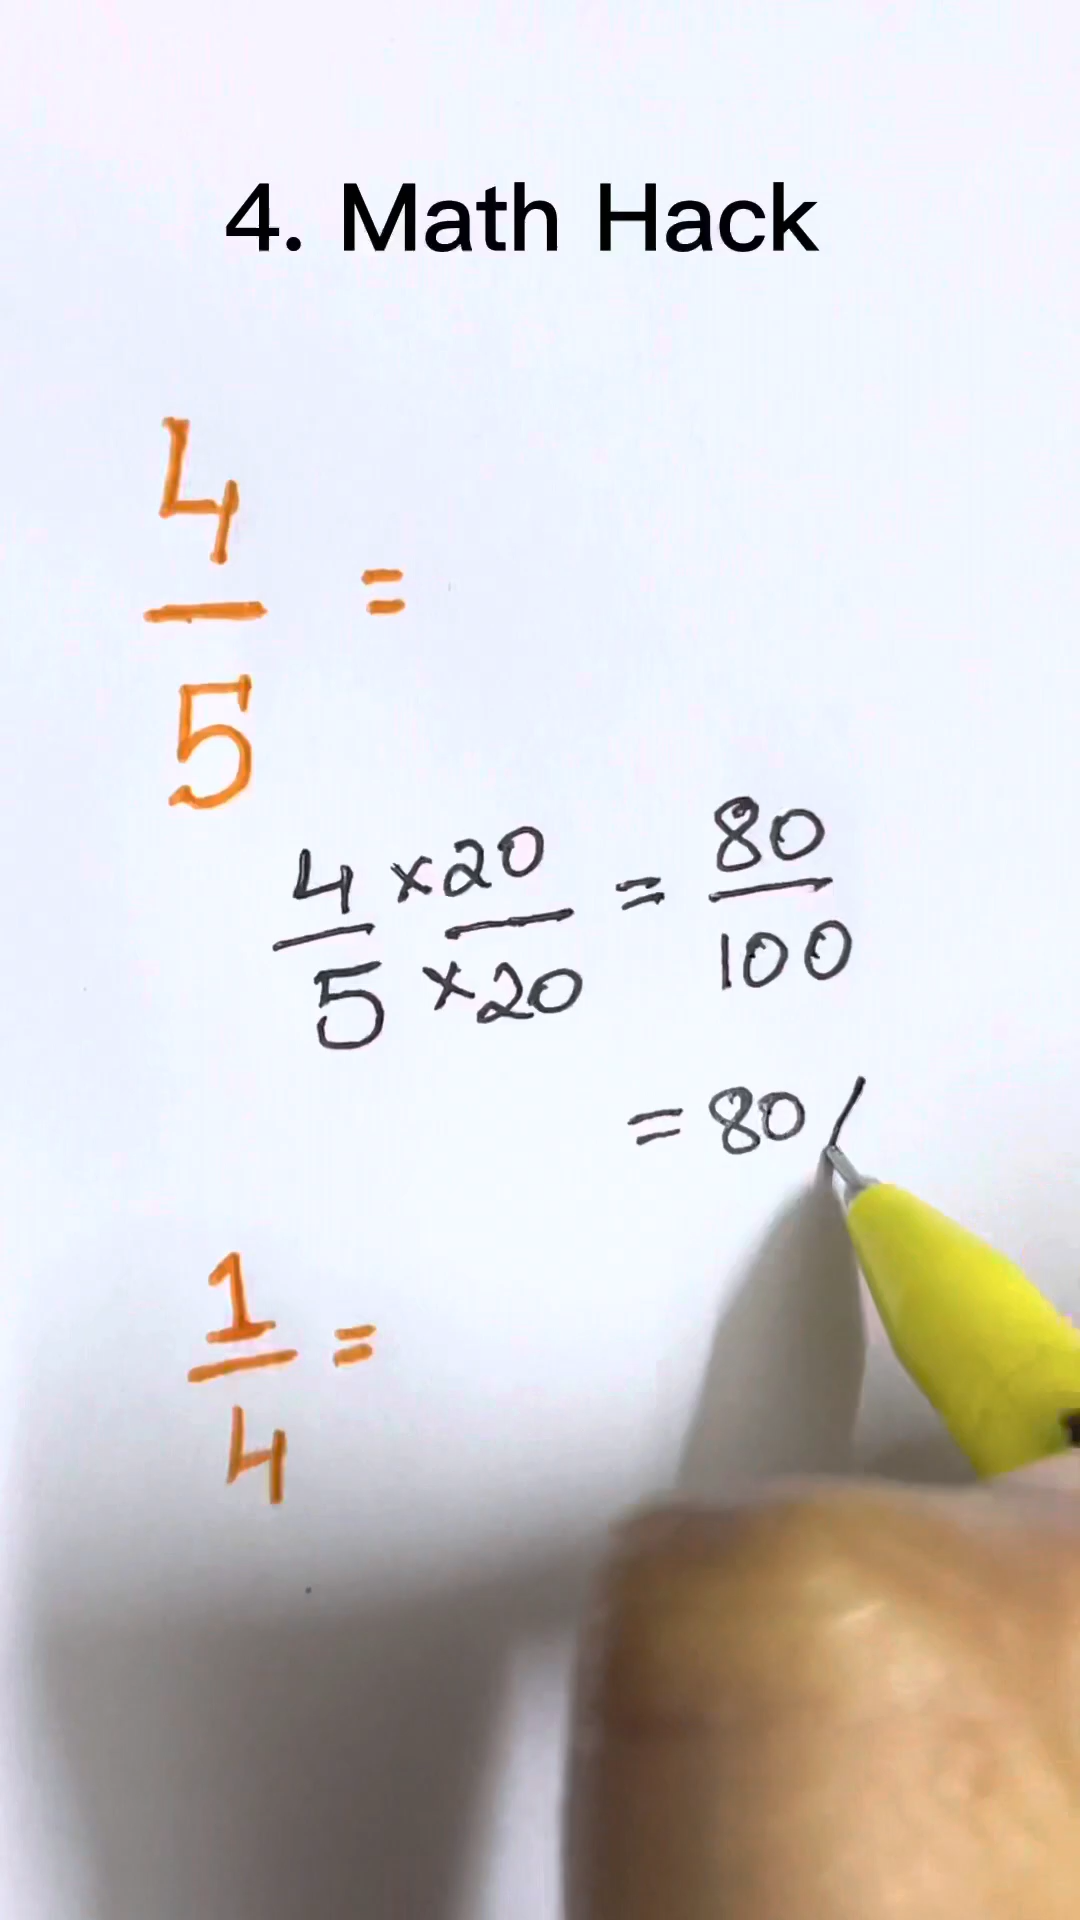 4. Math Hack
4/5 =
4×20/5×20 = 80/100
= 80 /
1/4 =